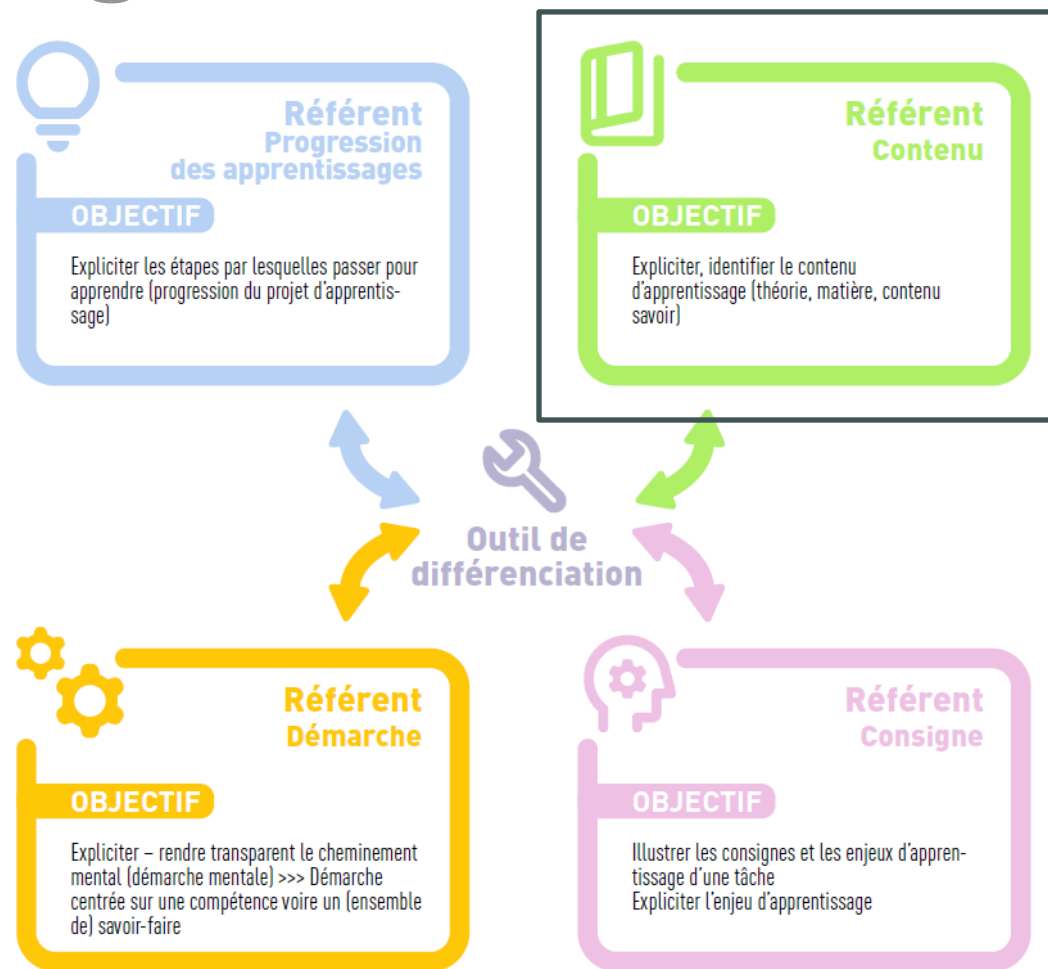 Référent
Progression
des apprentissages
OBJECTIF
Expliciter les étapes par lesquelles passer pour
apprendre (progression du projet d'apprentis-
sage)
Référent
Contenu
OBJECTIF
Expliciter, identifier le contenu
d'apprentissage (théorie, matière, contenu
savoir)
Outil de
différenciation
Référent
Démarche
OBJECTIF
Expliciter – rendre transparent le cheminement
mental (démarche mentale) >>> Démarche
centrée sur une compétence voire un (ensemble
de) savoir-faire
Référent
Consigne
OBJECTIF
Illustrer les consignes et les enjeux d'appren-
tissage d'une tâche
Expliciter l'enjeu d'apprentissage